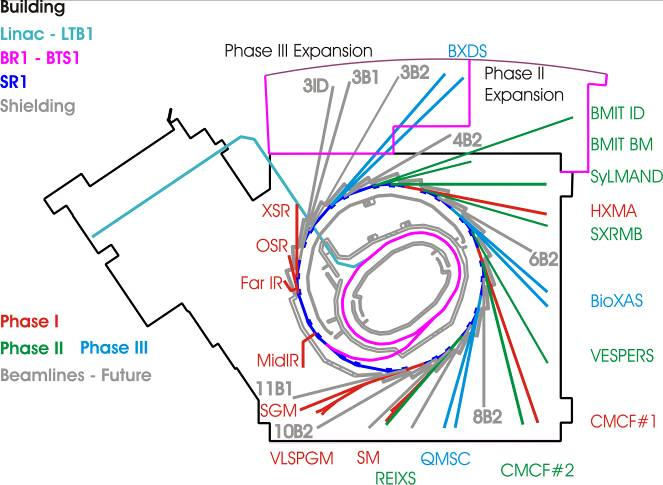 Building
Linac - LTB1
BR1 - BTS1
SR1
Shielding
Phase III Expansion
BXDS
Phase II
Expansion
3ID
3B1
3B2
4B2
BMIT ID
BMIT BM
SyLMAND
HXMA
SXRMB
6B2
BioXAS
VESPERS
CMCF#1
XSR
OSR
Far IR
MidIR
Phase I
Phase II Phase III
Beamlines - Future
11B1
SGM
10B2
8B2
VLSPGM
SM
REIXS
QMSC
CMCF#2